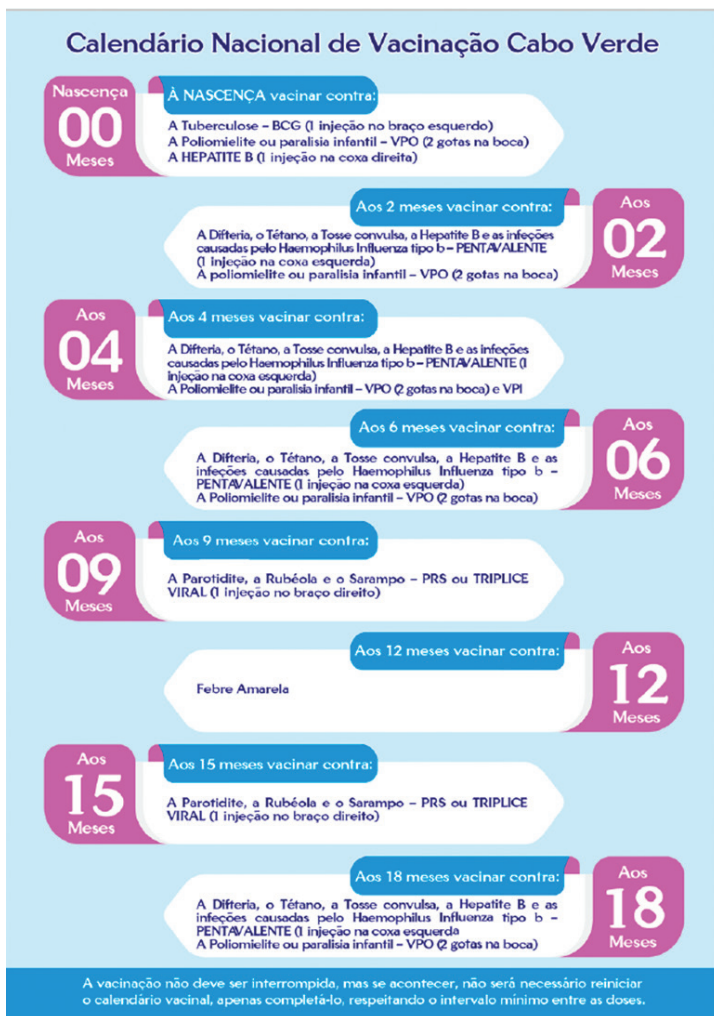 Calendário Nacional de Vacinação Cabo Verde
Nascença
00
Meses
À NASCENÇA vacinar contra:
A Tuberculose – BCG (1 injeção no braço esquerdo)
A Poliomielite ou paralisia infantil – VPO (2 gotas na boca)
A HEPATITE B (1 injeção na coxa direita)
Aos 2 meses vacinar contra:
A Difteria, o Tétano, a Tosse convulsa, a Hepatite B e as infeções
causadas pelo Haemophilus Influenza tipo b – PENTAVALENTE
(1 injeção na coxa esquerda)
A poliomielite ou paralisia infantil – VPO (2 gotas na boca)
Aos
02
Meses
Aos
04
Meses
Aos 4 meses vacinar contra:
A Difteria, o Tétano, a Tosse convulsa, a Hepatite B e as infeções
causadas pelo Haemophilus Influenza tipo b – PENTAVALENTE (1
injeção na coxa esquerda)
A Poliomielite ou paralisia infantil – VPO (2 gotas na boca) e VPI
Aos 6 meses vacinar contra:
A Difteria, o Tétano, a Tosse convulsa, a Hepatite B e as
infeções causadas pelo Haemophilus Influenza tipo b –
PENTAVALENTE (1 injeção na coxa esquerda)
A Poliomielite ou paralisia infantil – VPO (2 gotas na boca)
Aos
06
Meses
Aos
09
Meses
Aos 9 meses vacinar contra:
A Parotidite, a Rubéola e o Sarampo – PRS ou TRIPLICE
VIRAL (1 injeção no braço direito)
Aos 12 meses vacinar contra:
Febre Amarela
Aos
12
Meses
Aos
15
Meses
Aos 15 meses vacinar contra:
A Parotidite, a Rubéola e o Sarampo – PRS ou TRIPLICE
VIRAL (1 injeção no braço direito)
Aos 18 meses vacinar contra:
A Difteria, o Tétano, a Tosse convulsa, a Hepatite B e as
infeções causadas pelo Haemophilus Influenza tipo b –
PENTAVALENTE (1 injeção na coxa esquerda
A Poliomielite ou paralisia infantil – VPO (2 gotas na boca)
Aos
18
Meses
A vacinação não deve ser interrompida, mas se acontecer, não será necessário reiniciar
o calendário vacinal, apenas completá-lo, respeitando o intervalo mínimo entre as doses.